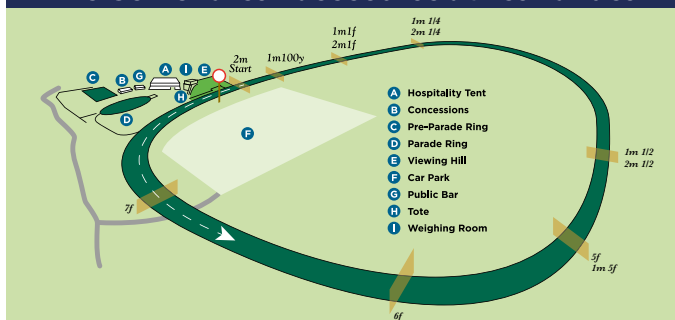 1m 1/4
2m 1/4
1m1f
2m1f
1m100y
2m
Start
A
I
E
G
B
C
H
D
F
A Hospitality Tent
B Concessions
C Pre-Parade Ring
D Parade Ring
E Viewing Hill
F Car Park
G Public Bar
H Tote
I Weighing Room
1m 1/2
2m 1/2
7f
5f
1m 5f
6f